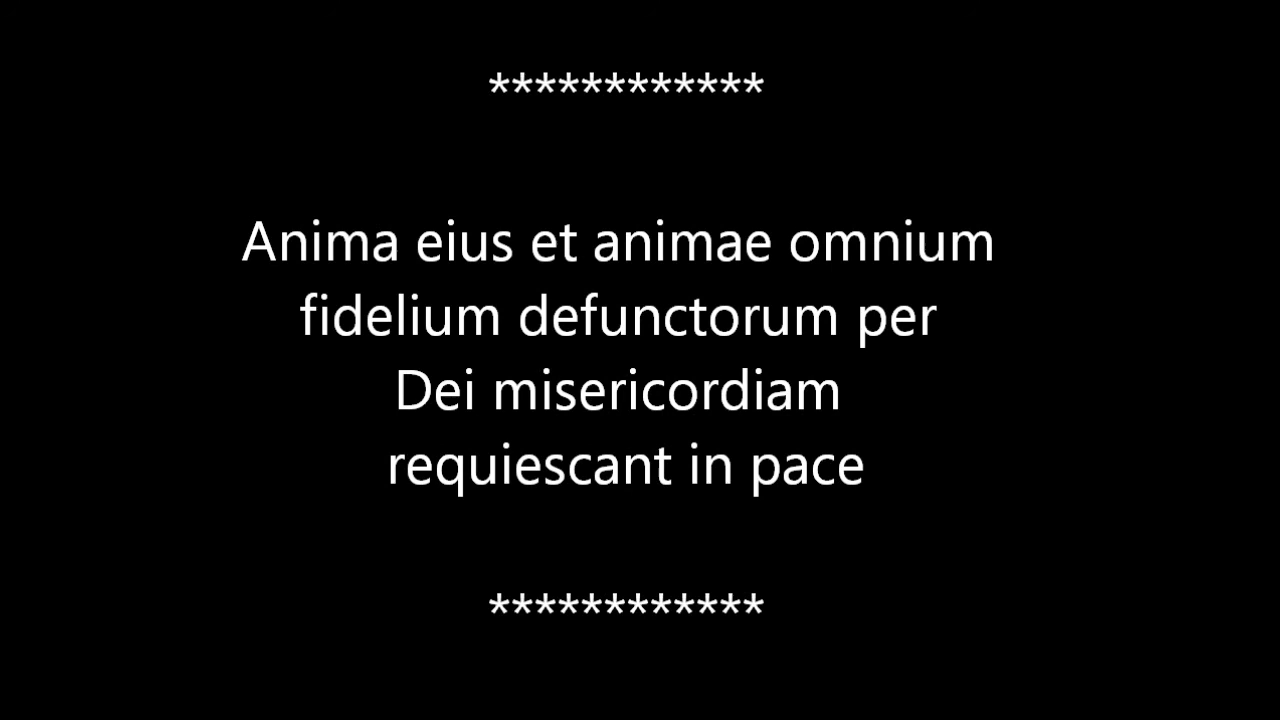 ************
Anima eius et animae omnium
fidelium defunctorum per
Dei misericordiam
requiescant in pace
************